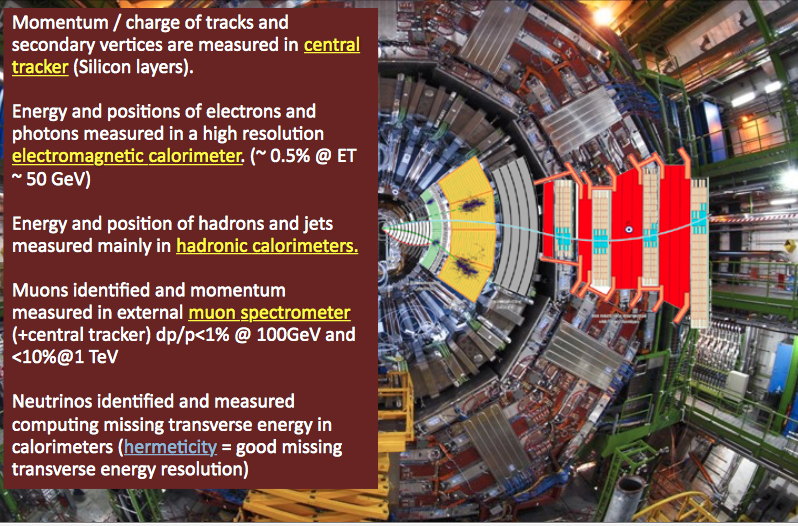 Momentum / charge of tracks and
secondary vertices are measured in central
tracker (Silicon layers).
Energy and positions of electrons and
photons measured in a high resolution
electromagnetic calorimeter. (~ 0.5% @ ET
~ 50 GeV)
Energy and position of hadrons and jets
measured mainly in hadronic calorimeters.
Muons identified and momentum
measured in external muon spectrometer
(+central tracker) dp/p<1% @ 100GeV and
<10%@1 TeV
Neutrinos identified and measured
computing missing transverse energy in
calorimeters (hermeticity = good missing
transverse energy resolution)